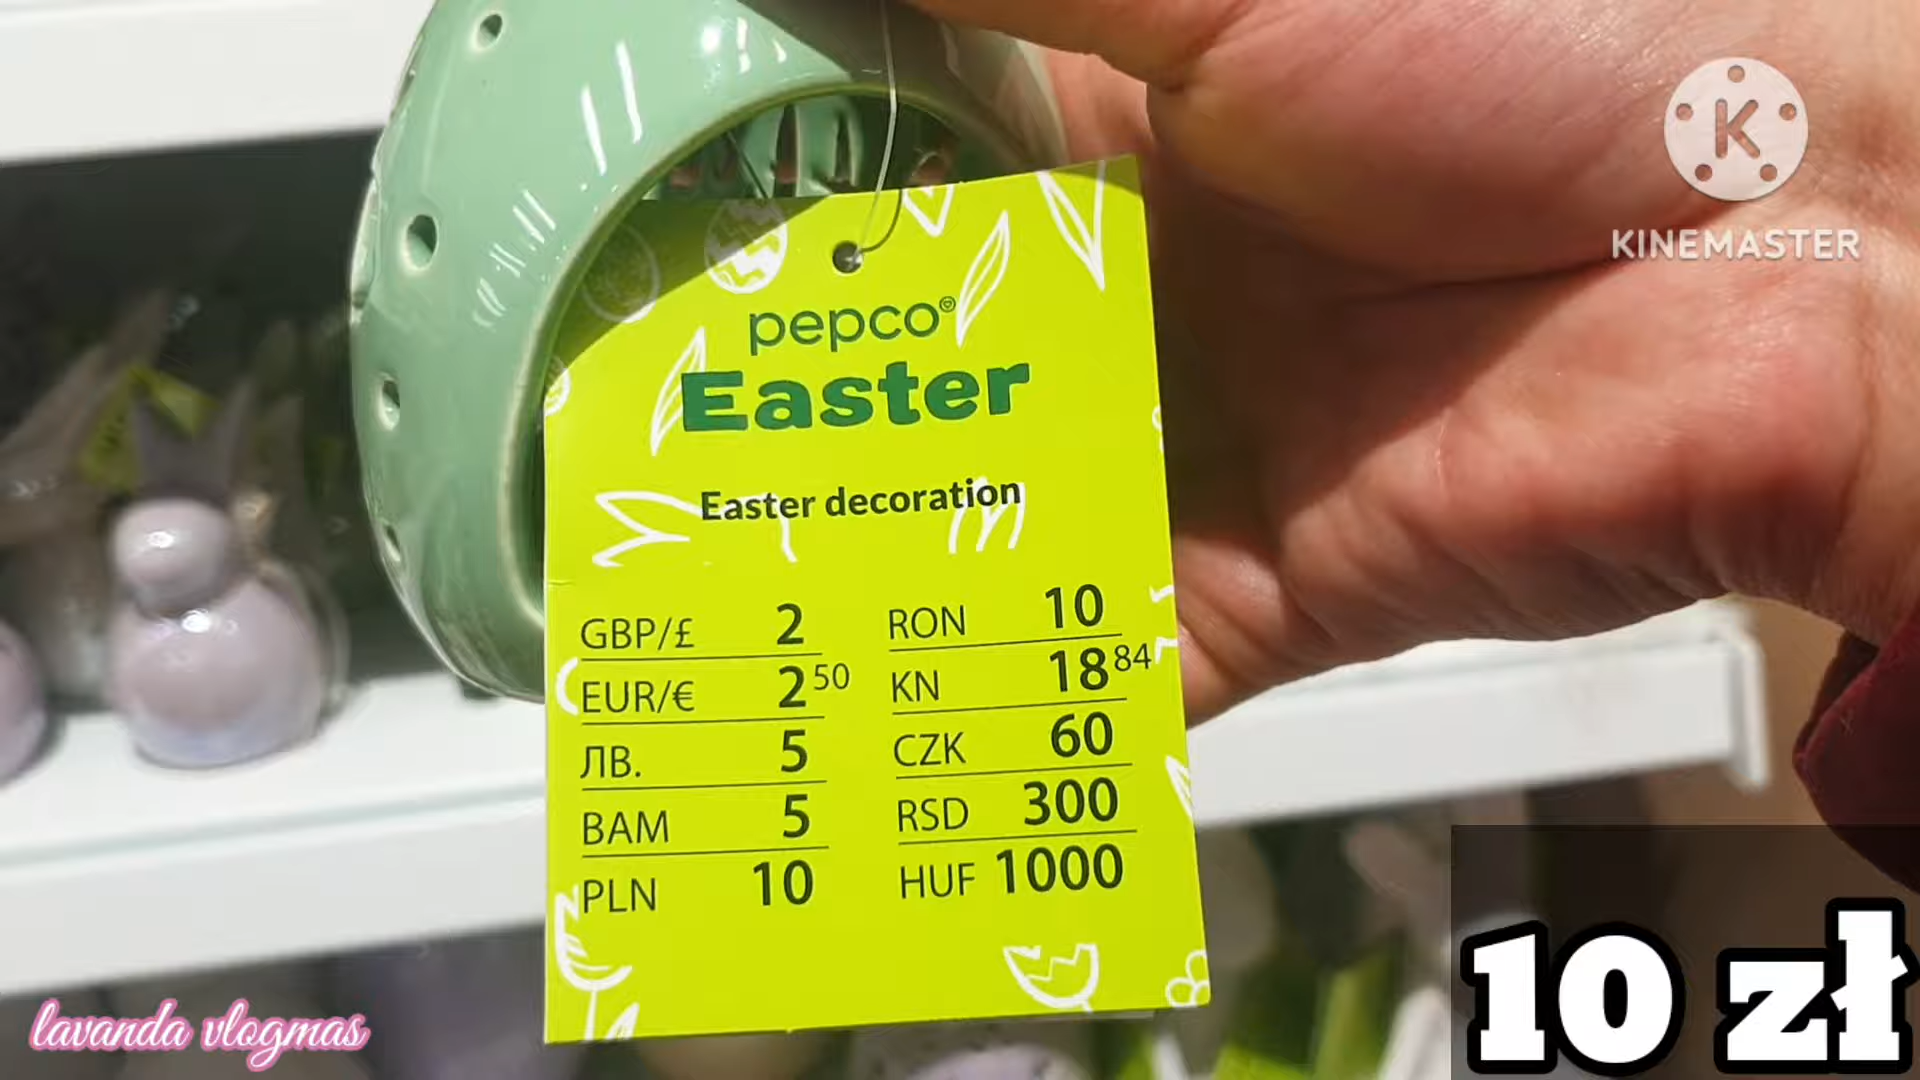 K
KINEMASTER
pepco
Easter
Easter decoration
GBP/£ 2
EUR/€ 2 50
ЛВ. 5
BAM 5
PLN 10
RON 10
KN 18 84
CZK 60
RSD 300
HUF 1000
lavanda vlogmas
10 zł